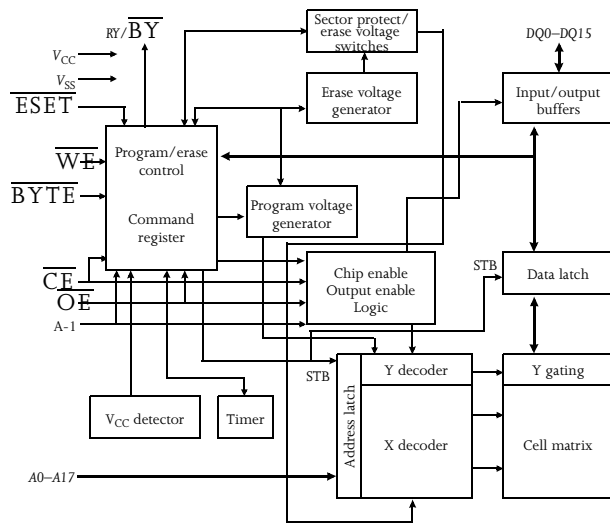 Sector protect/
erase voltage
switches
RY/BY
DQ0–DQ15
VCC
VSS
ESET
Erase voltage
generator
Input/output
buffers
WE
Program/erase
control
BYTE
Command
register
Program voltage
generator
CE
OE
A-1
Chip enable
Output enable
Logic
STB
Data latch
STB
Address latch
Y decoder
Y gating
VCC detector
Timer
X decoder
Cell matrix
A0–A17